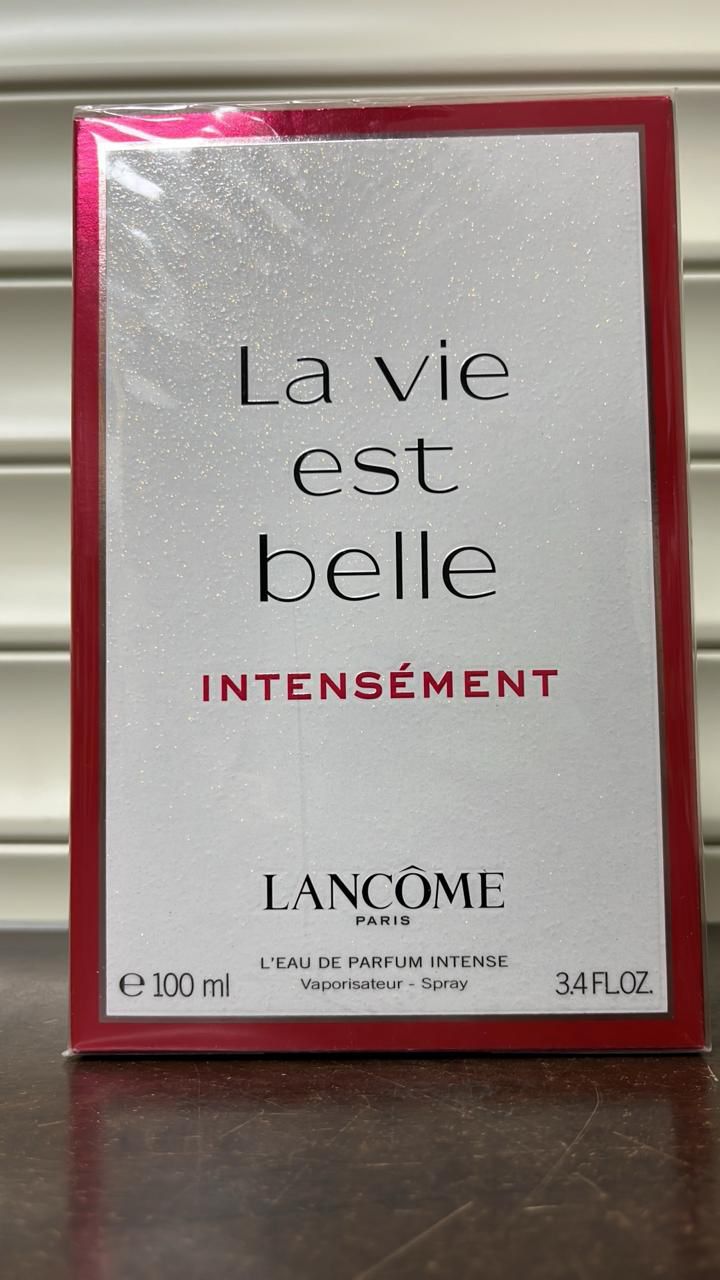 La vie
est
belle
INTENSÉMENT
LANCÔME
PARIS
L'EAU DE PARFUM INTENSE
℮ 100 ml Vaporisateur - Spray 3.4 FL.OZ.